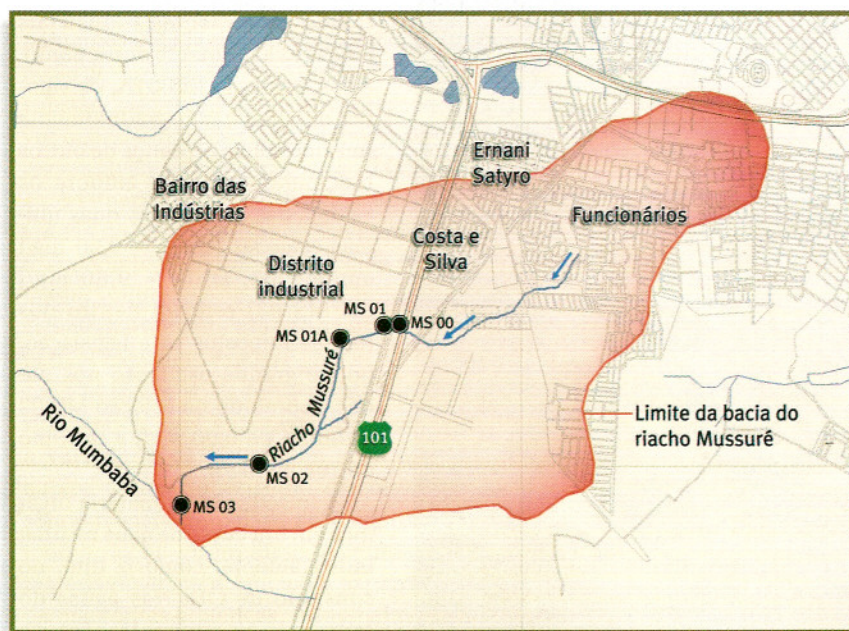 Ernani
Satyro
Bairro das
Indústrias
Funcionários
Costa e
Silva
Distrito
industrial
MS 01
MS 00
MS 01A
Riacho Mussuré
Limite da bacia do
riacho Mussuré
Rio Mumbaba
101
MS 02
MS 03